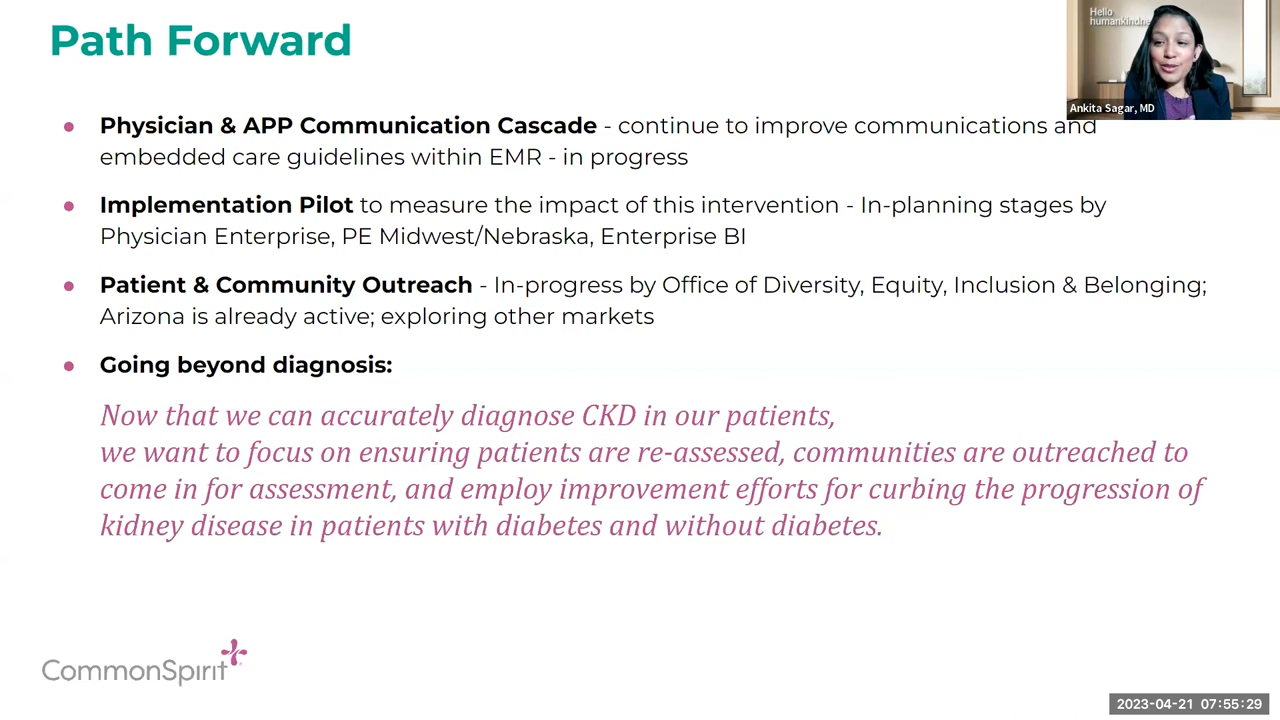 Path Forward
Hello
humankindne
Ankita Sagar, MD
Physician & APP Communication Cascade - continue to improve communications and
embedded care guidelines within EMR - in progress
Implementation Pilot to measure the impact of this intervention - In-planning stages by
Physician Enterprise, PE Midwest/Nebraska, Enterprise BI
Patient & Community Outreach - In-progress by Office of Diversity, Equity, Inclusion & Belonging;
Arizona is already active; exploring other markets
Going beyond diagnosis:
Now that we can accurately diagnose CKD in our patients,
we want to focus on ensuring patients are re-assessed, communities are outreached to
come in for assessment, and employ improvement efforts for curbing the progression of
kidney disease in patients with diabetes and without diabetes.
CommonSpirit
2023-04-21 07:55:29